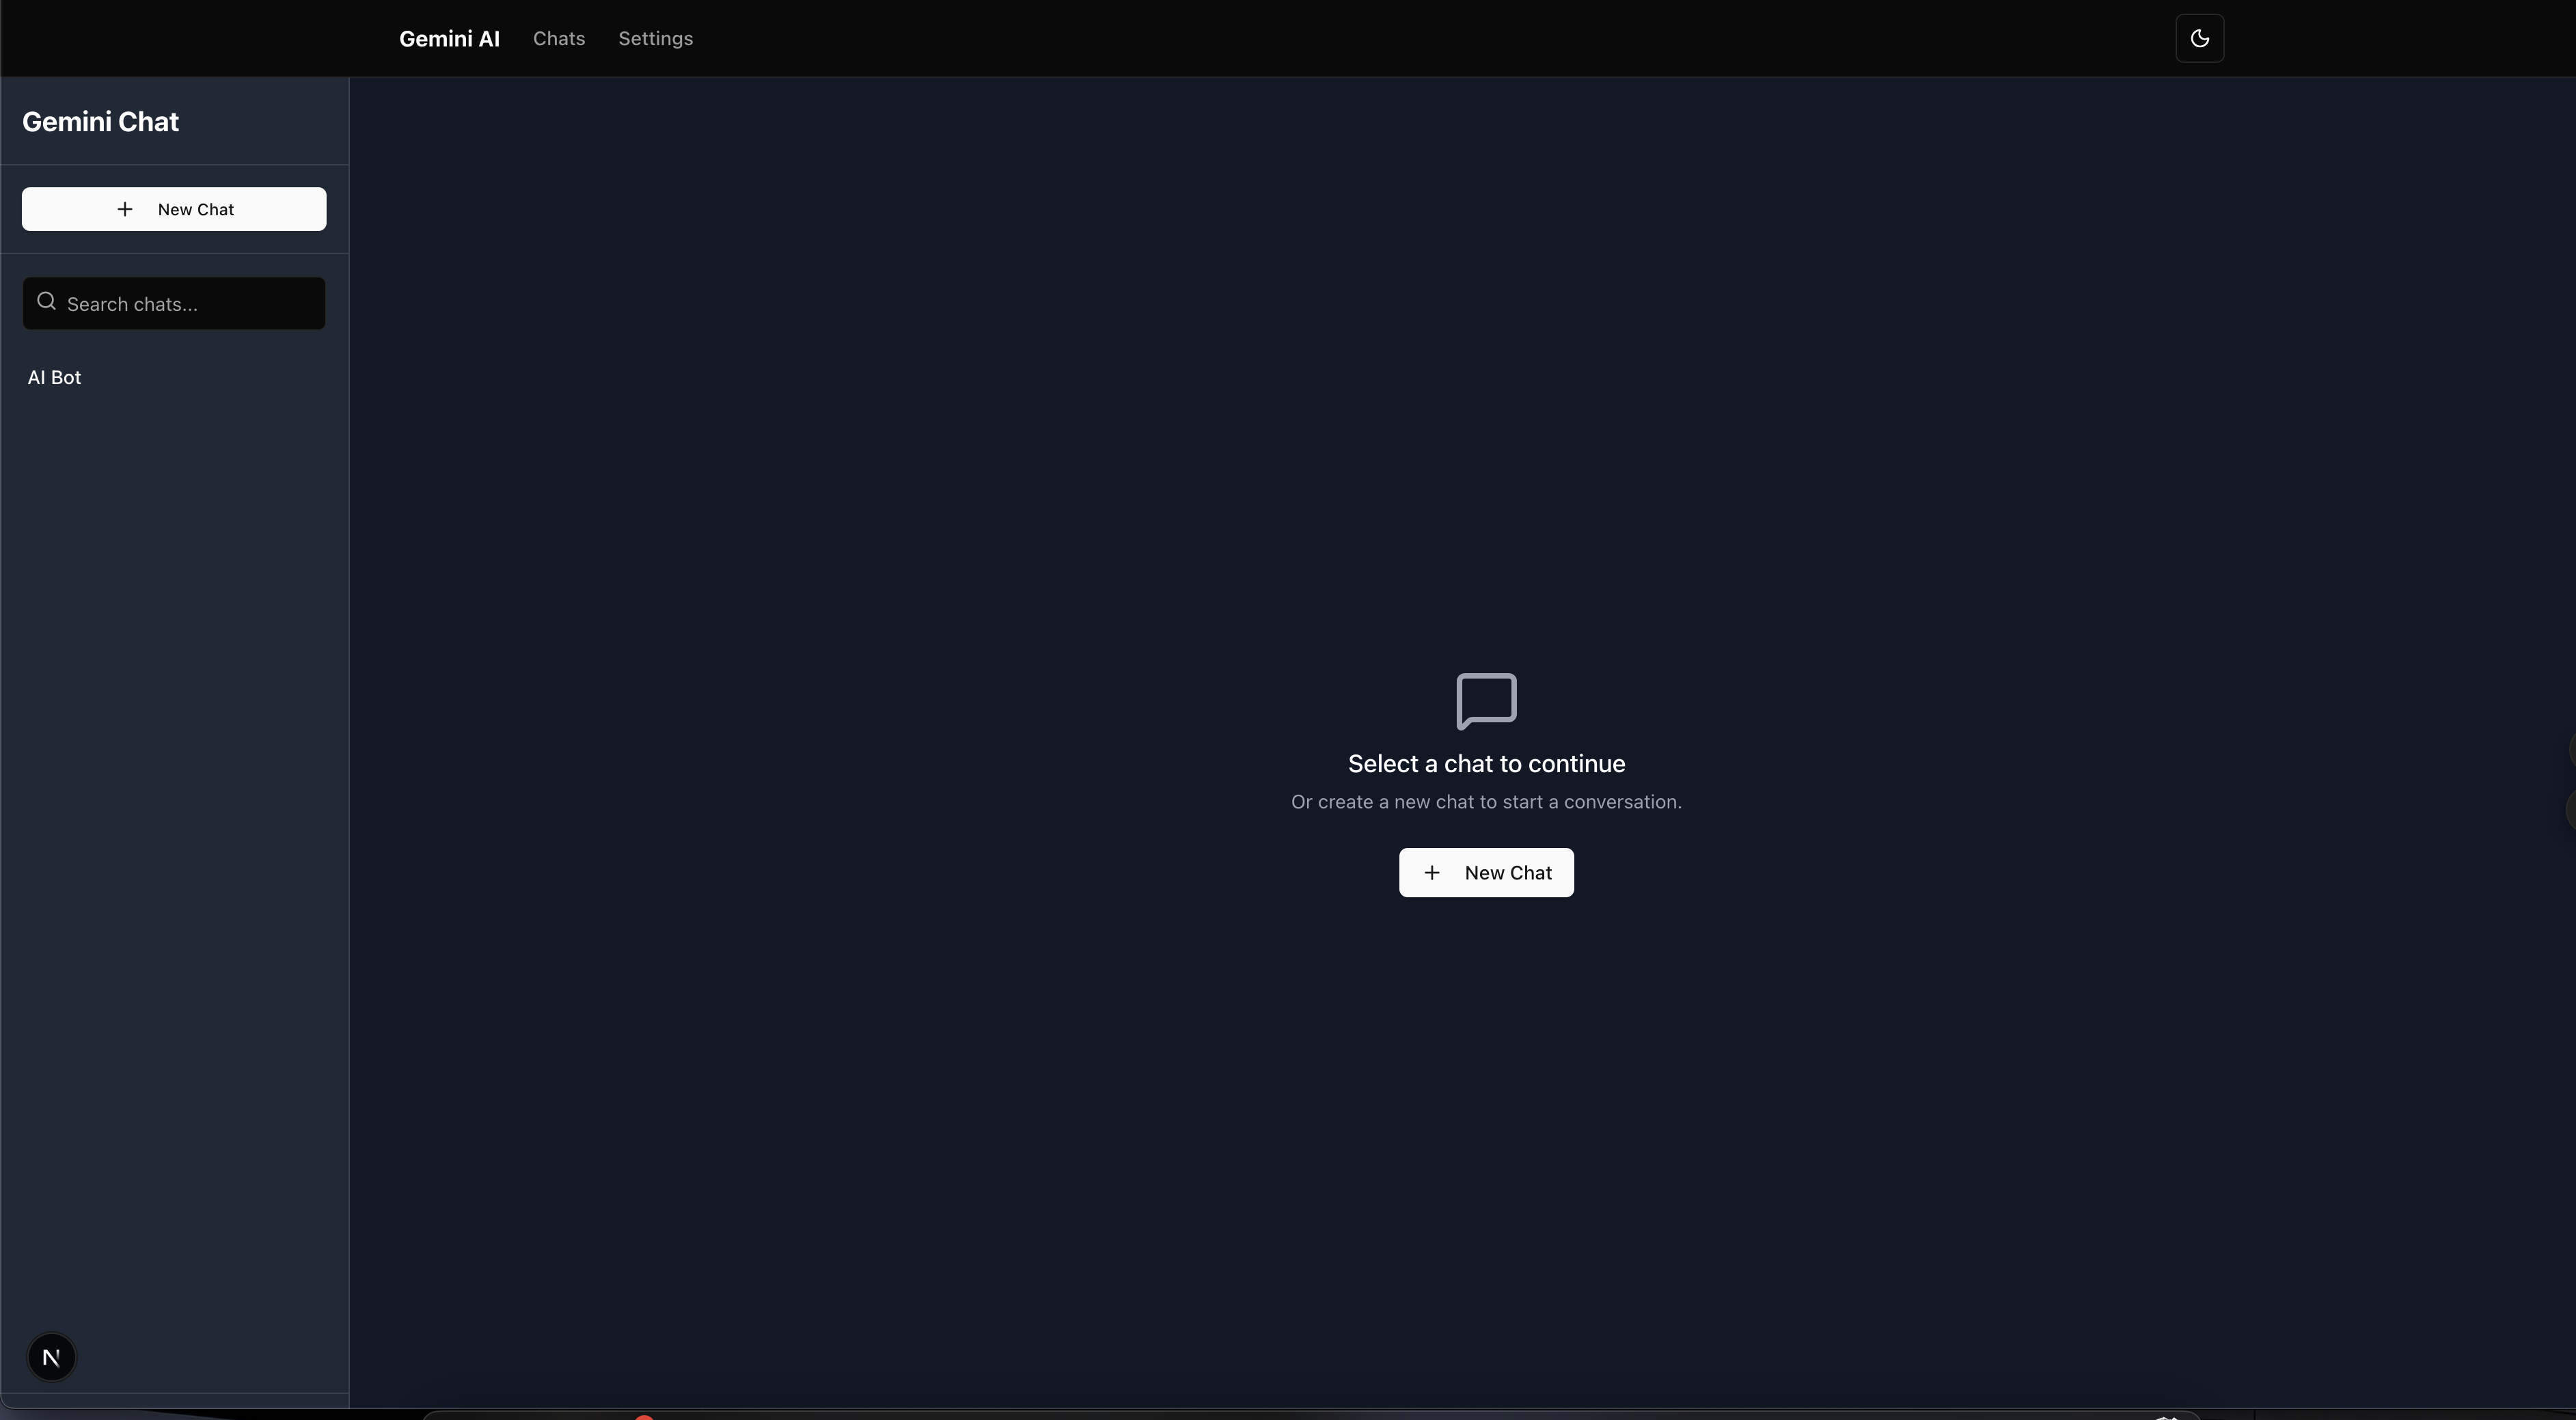 Gemini AI Chats Settings
Gemini Chat
New Chat
Search chats...
AI Bot
Select a chat to continue
Or create a new chat to start a conversation.
New Chat
N